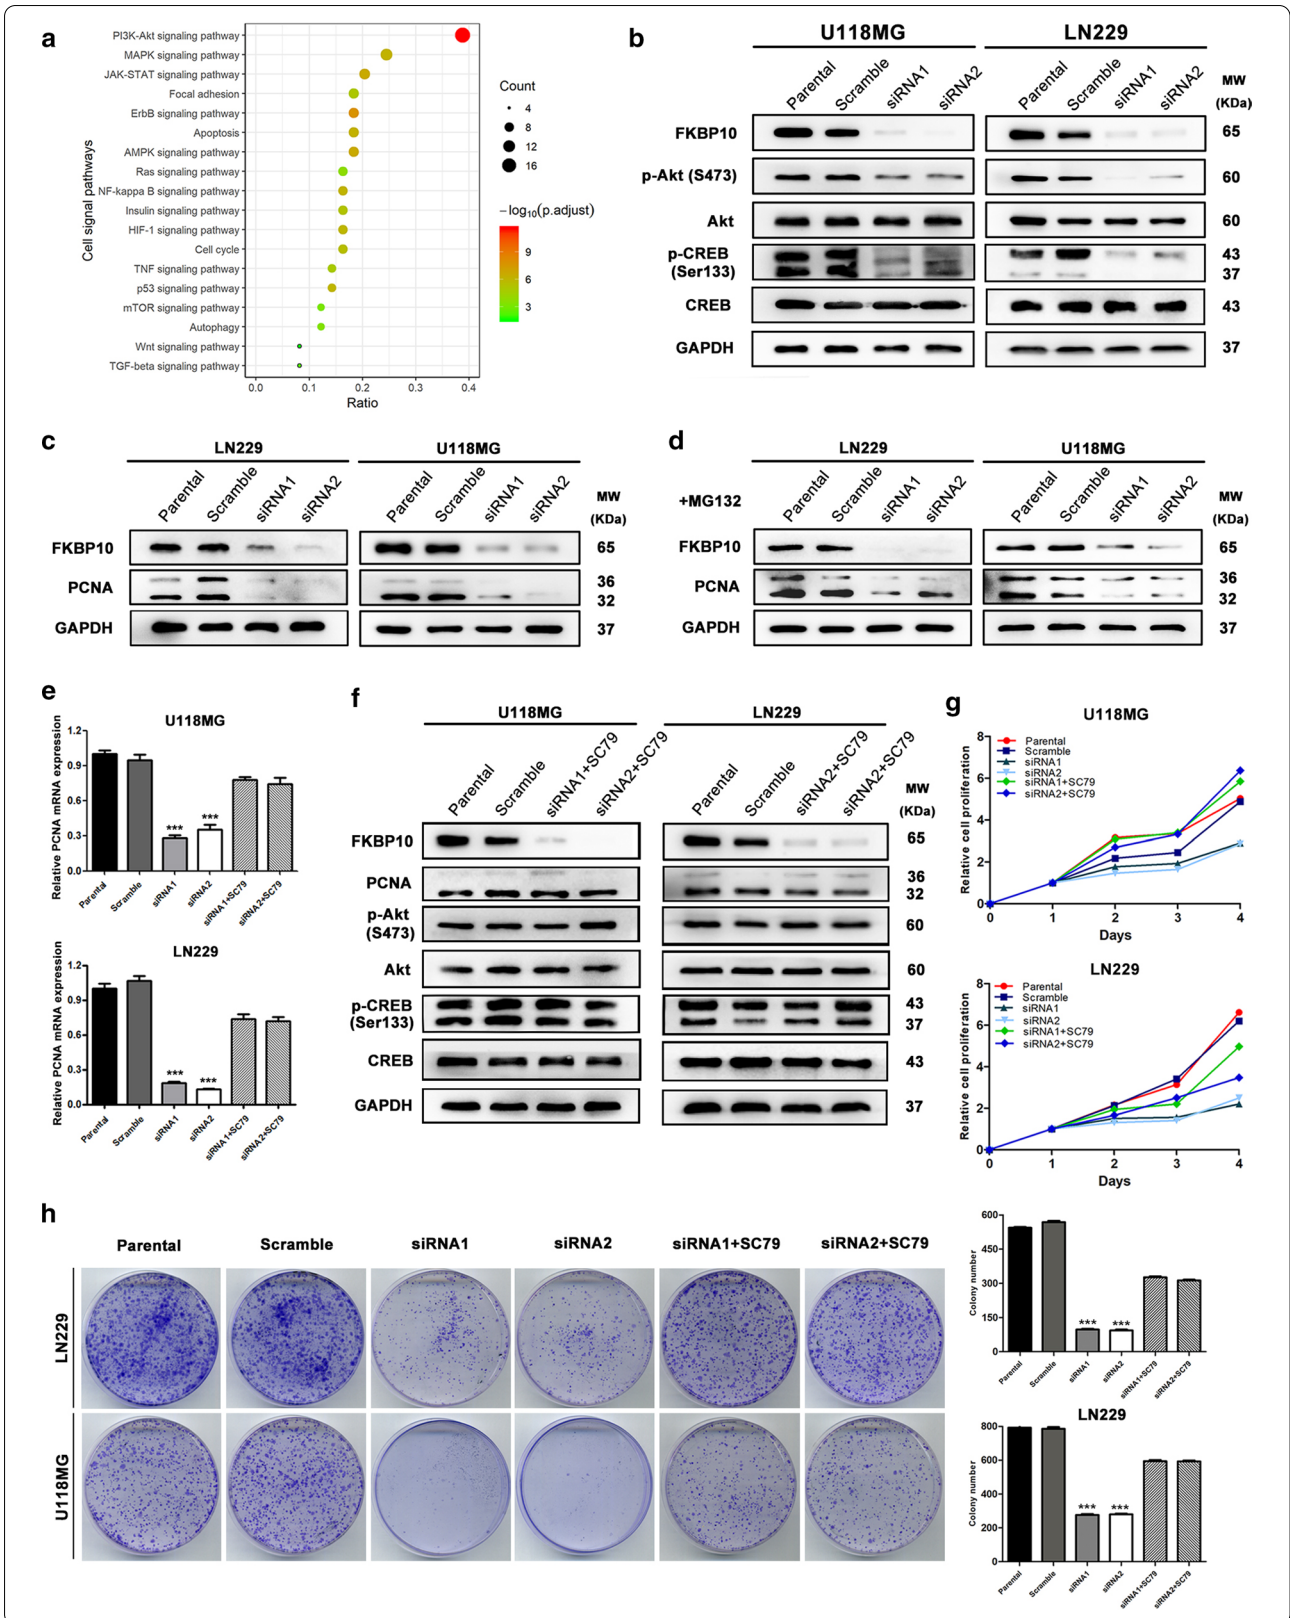 a
PI3K-Akt signaling pathway
MAPK signaling pathway
JAK-STAT signaling pathway
Focal adhesion
ErbB signaling pathway
Apoptosis
AMPK signaling pathway
Ras signaling pathway
NF-kappa B signaling pathway
Insulin signaling pathway
HIF-1 signaling pathway
Cell cycle
TNF signaling pathway
p53 signaling pathway
mTOR signaling pathway
Autophagy
Wnt signaling pathway
TGF-beta signaling pathway
Cell signal pathways
0.0 0.1 0.2 0.3 0.4
Ratio
Count
4
8
12
16
−log10(p.adjust)
9
6
3
b
U118MG LN229
Parental Scramble siRNA1 siRNA2 Parental Scramble siRNA1 siRNA2
MW
(KDa)
FKBP10 65
p-Akt (S473) 60
Akt 60
p-CREB 43
(Ser133) 37
CREB 43
GAPDH 37
c
LN229 U118MG
Parental Scramble siRNA1 siRNA2 Parental Scramble siRNA1 siRNA2
MW
(KDa)
FKBP10 65
PCNA 36
32
GAPDH 37
d
LN229 U118MG
+MG132
Parental Scramble siRNA1 siRNA2 Parental Scramble siRNA1 siRNA2
MW
(KDa)
FKBP10 65
PCNA 36
32
GAPDH 37
e
U118MG
Relative PCNA mRNA expression
1.2
0.9
0.6
0.3
0.0
*** ***
Parental Scramble siRNA1 siRNA2 siRNA1+SC79 siRNA2+SC79
LN229
Relative PCNA mRNA expression
1.2
0.9
0.6
0.3
0.0
*** ***
Parental Scramble siRNA1 siRNA2 siRNA1+SC79 siRNA2+SC79
f
U118MG LN229
Parental Scramble siRNA1+SC79 siRNA2+SC79 Parental Scramble siRNA2+SC79 siRNA2+SC79
MW
(KDa)
FKBP10 65
PCNA 36
32
p-Akt
(S473) 60
Akt 60
p-CREB 43
(Ser133) 37
CREB 43
GAPDH 37
g
U118MG
Relative cell proliferation
8
6
4
2
0
Parental
Scramble
siRNA1
siRNA2
siRNA1+SC79
siRNA2+SC79
0 1 2 3 4
Days
LN229
Relative cell proliferation
8
6
4
2
0
Parental
Scramble
siRNA1
siRNA2
siRNA1+SC79
siRNA2+SC79
0 1 2 3 4
Days
h
Parental Scramble siRNA1 siRNA2 siRNA1+SC79 siRNA2+SC79
LN229
U118MG
Colony number
600
450
300
150
0
*** ***
Parental Scramble siRNA1 siRNA2 siRNA1+SC79 siRNA2+SC79
LN229
Colony number
800
600
400
200
0
*** ***
Parental Scramble siRNA1 siRNA2 siRNA1+SC79 siRNA2+SC79